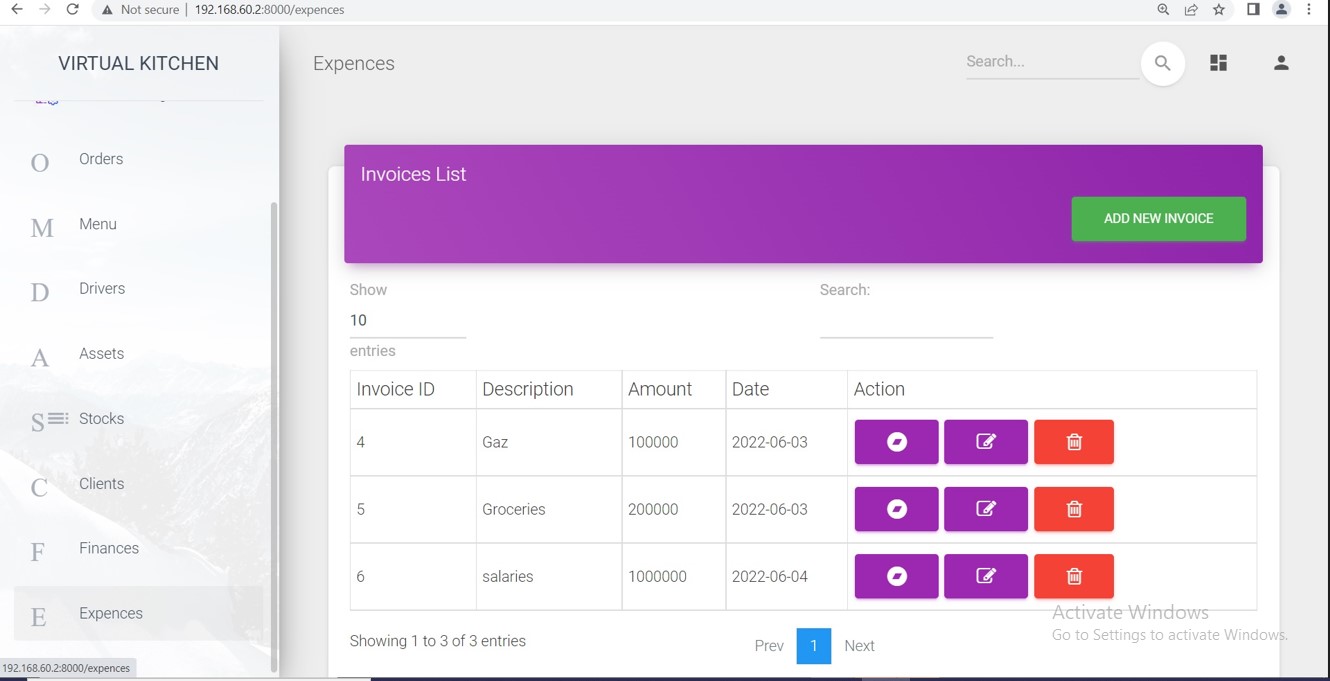 Not secure | 192.168.60.2:8000/expences
VIRTUAL KITCHEN
Expences
Search...
O Orders
M Menu
D Drivers
A Assets
S Stocks
C Clients
F Finances
E Expences
192.168.60.2:8000/expences
Invoices List
ADD NEW INVOICE
Show
10
entries
Search:
Invoice ID Description Amount Date Action
4 Gaz 100000 2022-06-03
5 Groceries 200000 2022-06-03
6 salaries 1000000 2022-06-04
Showing 1 to 3 of 3 entries
Prev 1 Next
Activate Windows
Go to Settings to activate Windows.